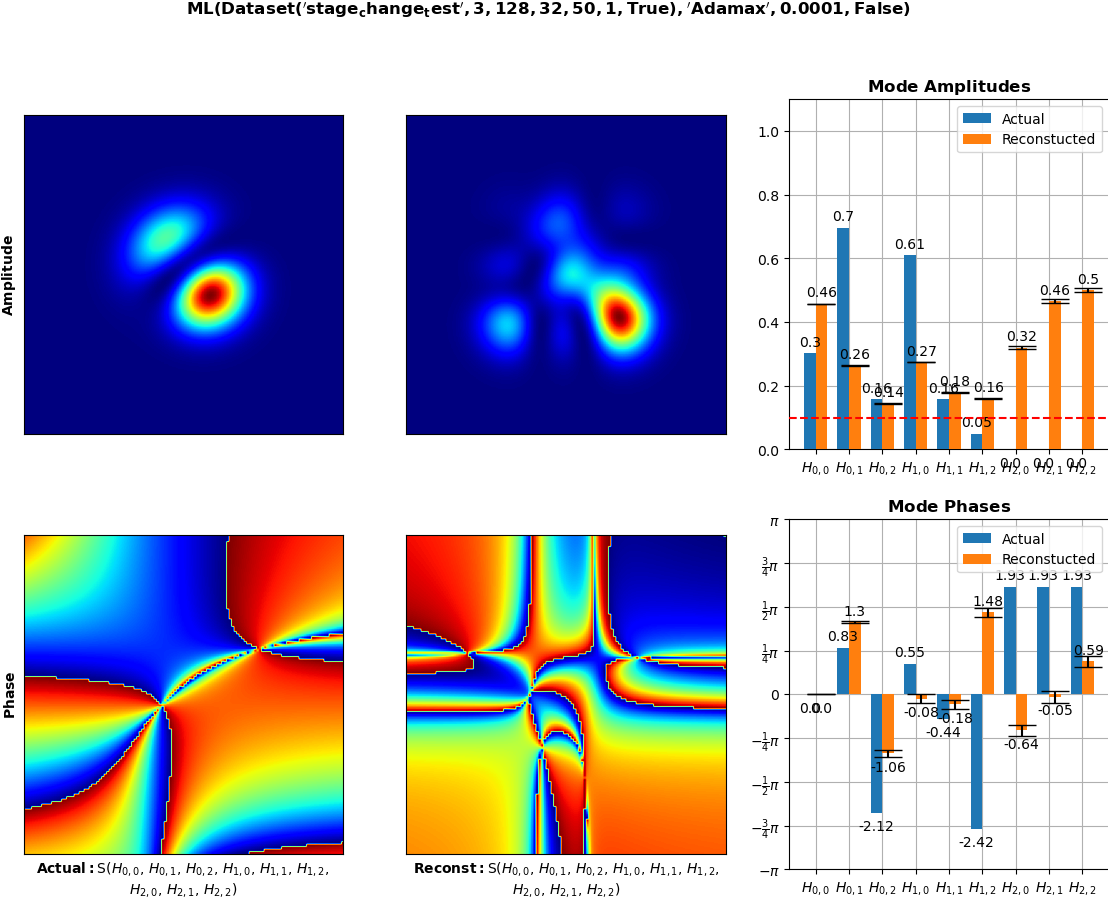 ML(Dataset('stage_change_test', 3, 128, 32, 50, 1, True), 'Adamax', 0.0001, False)
Amplitude
Mode Amplitudes
Actual
Reconstucted
1.0
0.8
0.6
0.4
0.2
0.0
0.3
0.46
0.7
0.26
0.16
0.14
0.61
0.27
0.16
0.18
0.05
0.16
0.0
0.32
0.0
0.46
0.0
0.5
H0,0 H0,1 H0,2 H1,0 H1,1 H1,2 H2,0 H2,1 H2,2
Phase
Actual: S(H0,0, H0,1, H0,2, H1,0, H1,1, H1,2,
H2,0, H2,1, H2,2)
Reconst: S(H0,0, H0,1, H0,2, H1,0, H1,1, H1,2,
H2,0, H2,1, H2,2)
Mode Phases
Actual
Reconstucted
π
3/4π
1/2π
1/4π
0
−1/4π
−1/2π
−3/4π
−π
0.0
0.0
0.83
1.3
-2.12
-1.06
0.55
-0.08
-0.44
-0.18
-2.42
1.48
1.93
-0.64
1.93
-0.05
1.93
0.59
H0,0 H0,1 H0,2 H1,0 H1,1 H1,2 H2,0 H2,1 H2,2